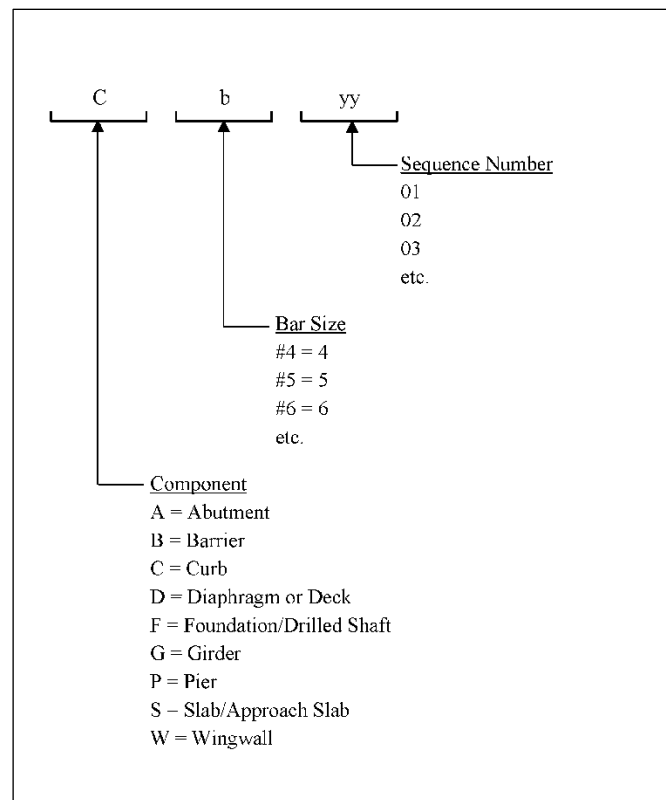 C b yy
Sequence Number
01
02
03
etc.
Bar Size
#4 = 4
#5 = 5
#6 = 6
etc.
Component
A = Abutment
B = Barrier
C = Curb
D = Diaphragm or Deck
F = Foundation/Drilled Shaft
G = Girder
P = Pier
S – Slab/Approach Slab
W = Wingwall